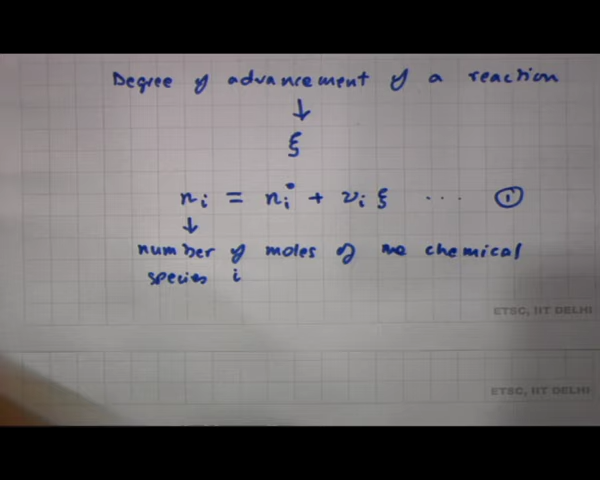 Degree of advancement of a reaction
↓
ξ
nᵢ = nᵢ° + νᵢ ξ ... ①
↓
number of moles of the chemical
species i
ETSC, IIT DELHI
ETSC, IIT DELHI